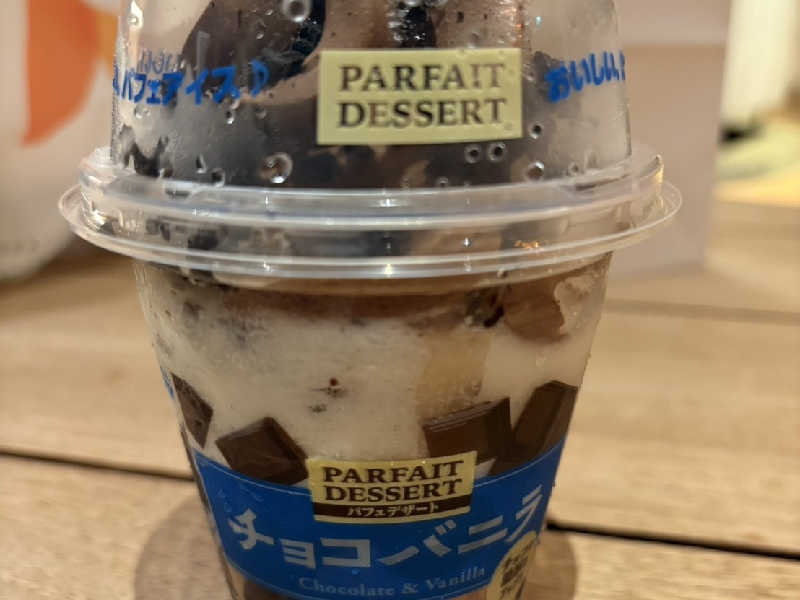 パフェアイス♪
PARFAIT
DESSERT
おいしい
PARFAIT
DESSERT
パフェデザート
チョコバニラ
Chocolate & Vanilla